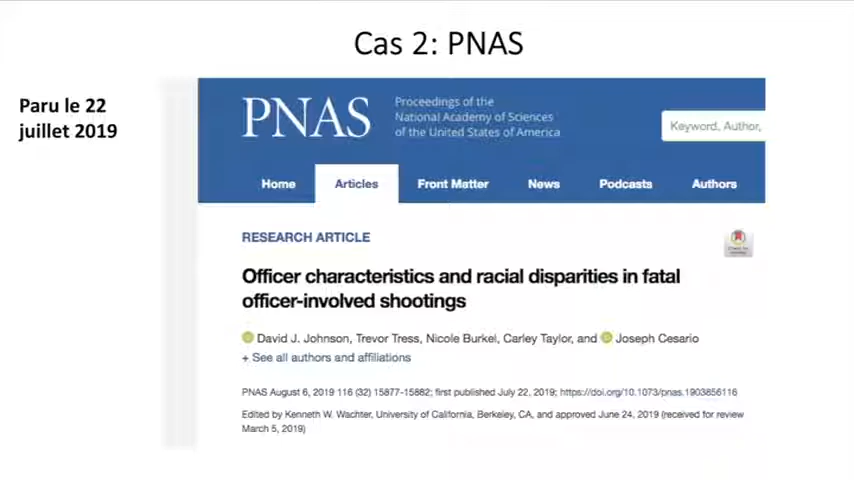 Cas 2: PNAS
Paru le 22
juillet 2019
PNAS
Proceedings of the
National Academy of Sciences
of the United States of America
Keyword, Author,
Home Articles Front Matter News Podcasts Authors
RESEARCH ARTICLE
Officer characteristics and racial disparities in fatal
officer-involved shootings
David J. Johnson, Trevor Tress, Nicole Burkel, Carley Taylor, and Joseph Cesario
+ See all authors and affiliations
PNAS August 6, 2019 116 (32) 15877-15882; first published July 22, 2019; https://doi.org/10.1073/pnas.1903856116
Edited by Kenneth W. Wachter, University of California, Berkeley, CA, and approved June 24, 2019 (received for review
March 5, 2019)